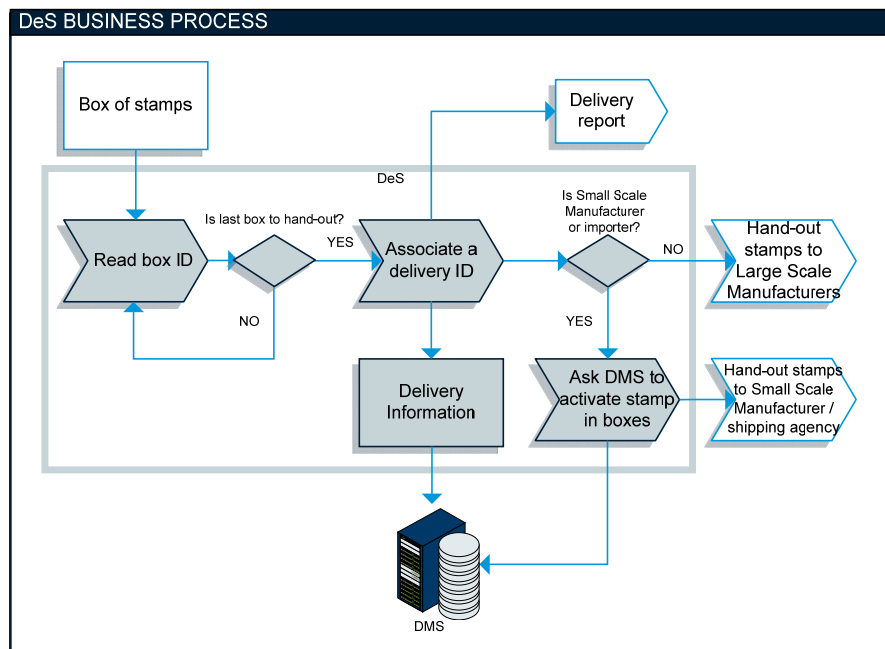 DeS BUSINESS PROCESS
Box of stamps
Delivery
report
DeS
Is Small Scale
Manufacturer
or importer?
Is last box to hand-out?
Read box ID
YES
Associate a
delivery ID
NO
Hand-out
stamps to
Large Scale
Manufacturers
NO
YES
Delivery
Information
Ask DMS to
activate stamp
in boxes
Hand-out stamps
to Small Scale
Manufacturer /
shipping agency
DMS